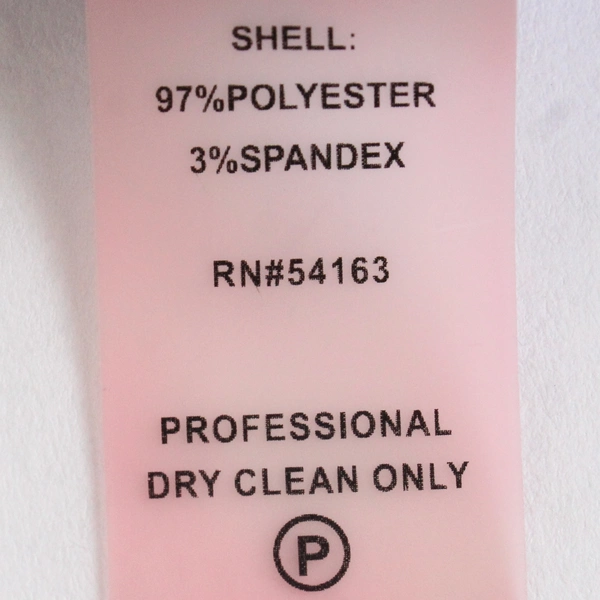 SHELL:
97%POLYESTER
3%SPANDEX
RN#54163
PROFESSIONAL
DRY CLEAN ONLY
P